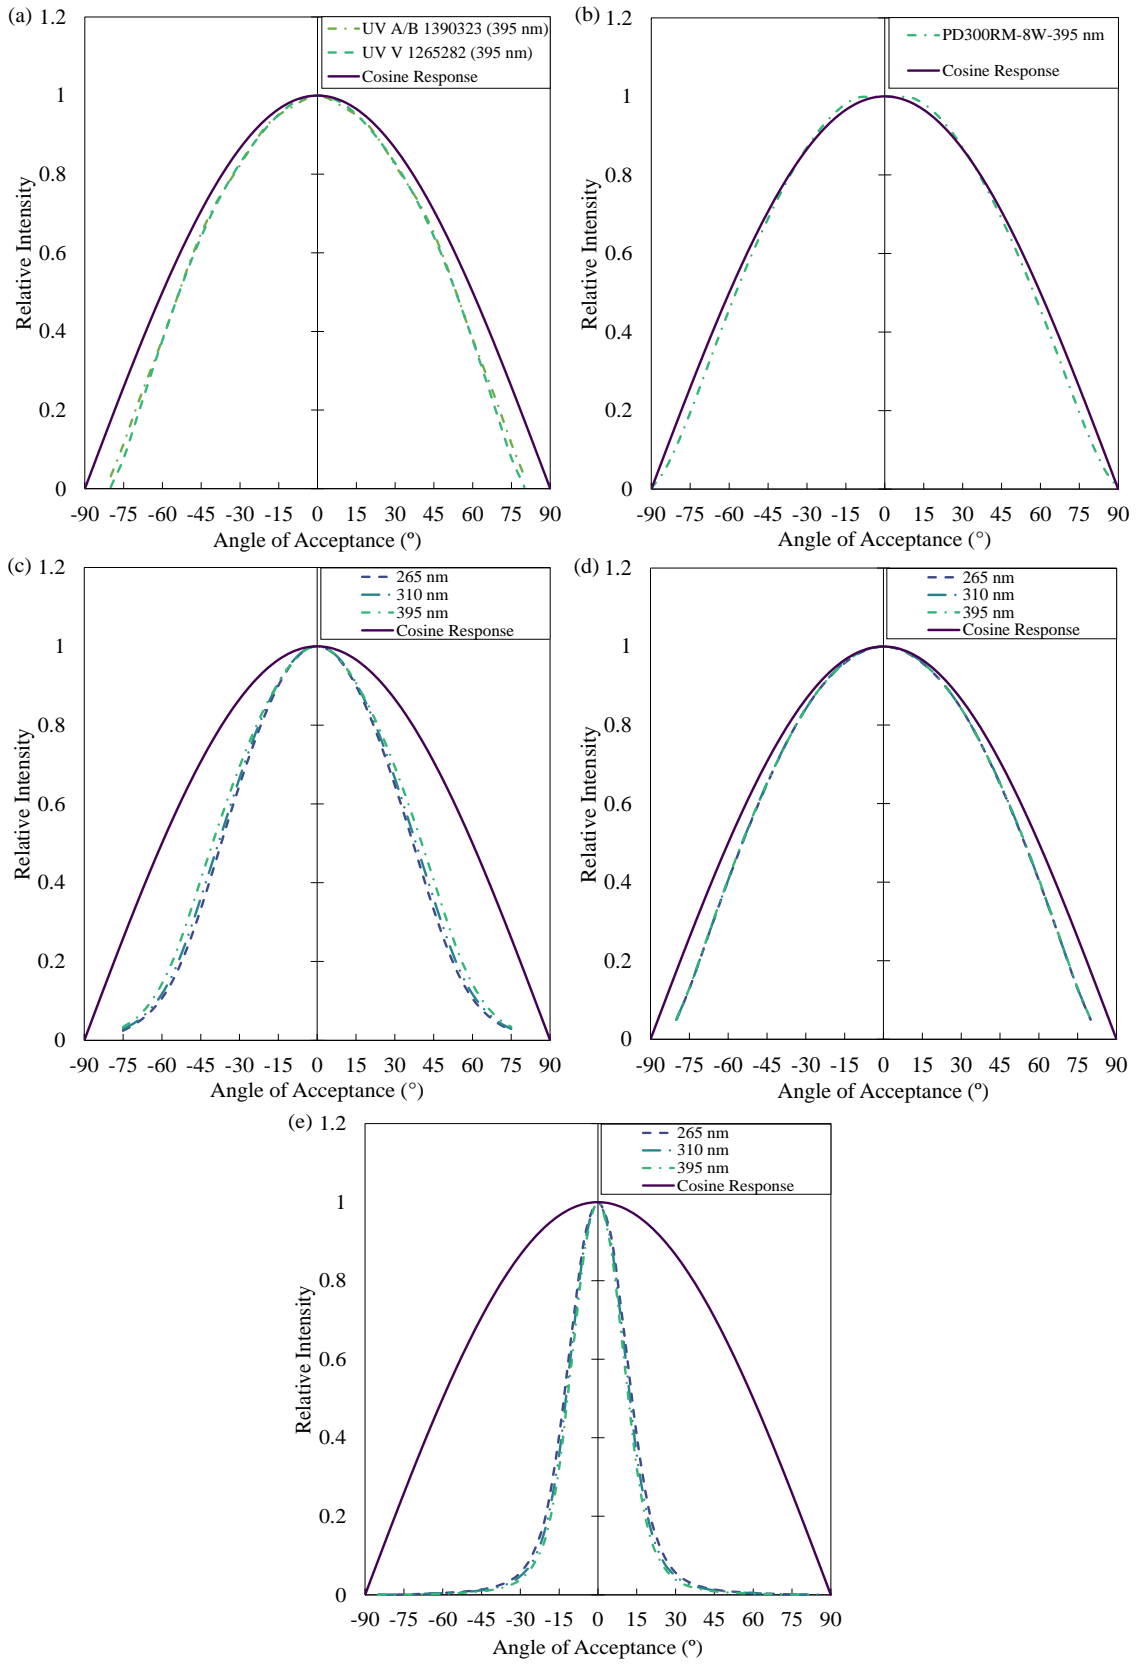 (a)
1.2
1
0.8
0.6
0.4
0.2
0
Relative Intensity
UV A/B 1390323 (395 nm)
UV V 1265282 (395 nm)
Cosine Response
-90 -75 -60 -45 -30 -15 0 15 30 45 60 75 90
Angle of Acceptance (º)
(b)
1.2
1
0.8
0.6
0.4
0.2
0
Relative Intensity
PD300RM-8W-395 nm
Cosine Response
-90 -75 -60 -45 -30 -15 0 15 30 45 60 75 90
Angle of Acceptance (°)
(c)
1.2
1
0.8
0.6
0.4
0.2
0
Relative Intensity
265 nm
310 nm
395 nm
Cosine Response
-90 -75 -60 -45 -30 -15 0 15 30 45 60 75 90
Angle of Acceptance (°)
(d)
1.2
1
0.8
0.6
0.4
0.2
0
Relative Intensity
265 nm
310 nm
395 nm
Cosine Response
-90 -75 -60 -45 -30 -15 0 15 30 45 60 75 90
Angle of Acceptance (º)
(e)
1.2
1
0.8
0.6
0.4
0.2
0
Relative Intensity
265 nm
310 nm
395 nm
Cosine Response
-90 -75 -60 -45 -30 -15 0 15 30 45 60 75 90
Angle of Acceptance (º)